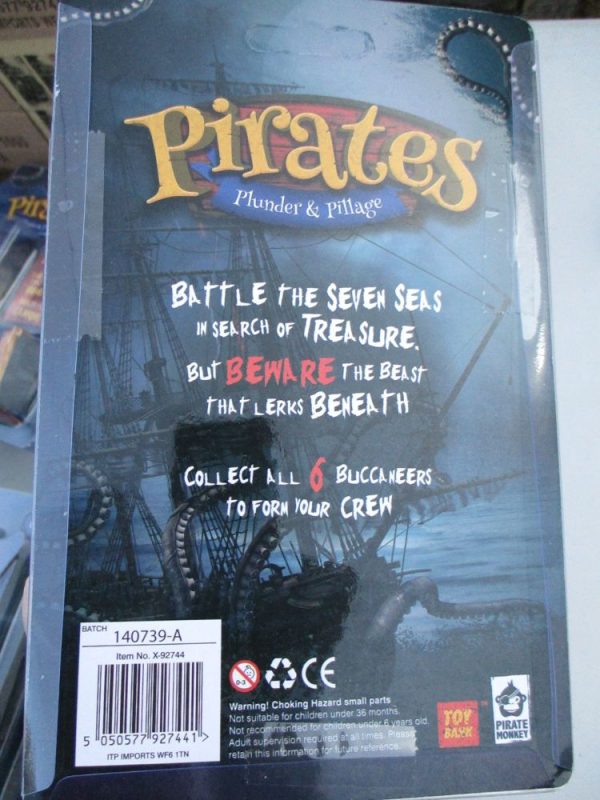 Pirates
Plunder & Pillage
BATTLE THE SEVEN SEAS
IN SEARCH OF TREASURE.
BUT BEWARE THE BEAST
THAT LERKS BENEATH
COLLECT ALL 6 BUCCANEERS
TO FORM YOUR CREW
BATCH 140739-A
Item No. X-92744
5 050577 927441 >
ITP IMPORTS WF6 1TN
0-3
CE
Warning! Choking Hazard small parts
Not suitable for children under 36 months.
Not recommended for children under 6 years old.
Adult supervision required at all times. Please
retain this information for future reference.
TOY
BANK
PIRATE
MONKEY